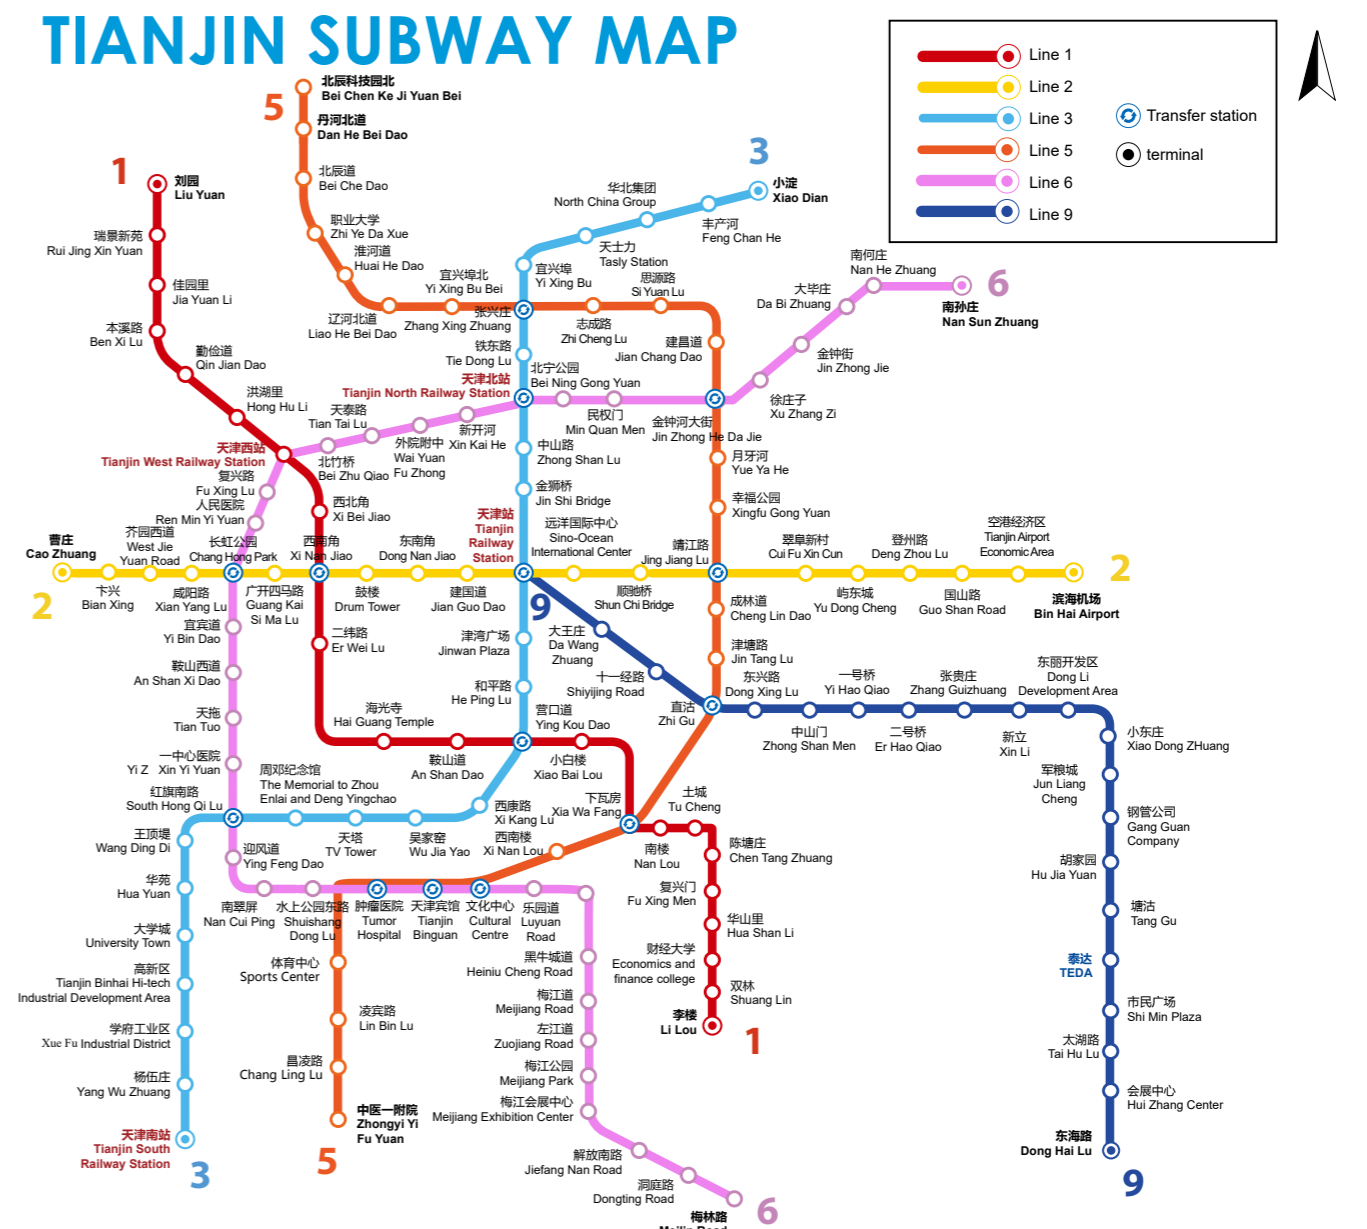 TIANJIN SUBWAY MAP
Line 1
Line 2
Line 3
Line 5
Line 6
Line 9
Transfer station
terminal
5
北辰科技园北
Bei Chen Ke Ji Yuan Bei
丹河北道
Dan He Bei Dao
北辰道
Bei Che Dao
职业大学
Zhi Ye Da Xue
淮河道
Huai He Dao
辽河北道
Liao He Bei Dao
宜兴埠北
Yi Xing Bu Bei
张兴庄
Zhang Xing Zhuang
1
刘园
Liu Yuan
瑞景新苑
Rui Jing Xin Yuan
佳园里
Jia Yuan Li
本溪路
Ben Xi Lu
勤俭道
Qin Jian Dao
洪湖里
Hong Hu Li
天津西站
Tianjin West Railway Station
3
小淀
Xiao Dian
丰产河
Feng Chan He
华北集团
North China Group
天士力
Tasly Station
宜兴埠
Yi Xing Bu
思源路
Si Yuan Lu
志成路
Zhi Cheng Lu
建昌道
Jian Chang Dao
铁东路
Tie Dong Lu
天津北站
Tianjin North Railway Station
北宁公园
Bei Ning Gong Yuan
民权门
Min Quan Men
金钟河大街
Jin Zhong He Da Jie
南何庄
Nan He Zhuang
6
南孙庄
Nan Sun Zhuang
大毕庄
Da Bi Zhuang
金钟街
Jin Zhong Jie
徐庄子
Xu Zhang Zi
天泰路
Tian Tai Lu
北竹桥
Bei Zhu Qiao
外院附中
Wai Yuan
Fu Zhong
新开河
Xin Kai He
复兴路
Fu Xing Lu
人民医院
Ren Min Yi Yuan
西北角
Xi Bei Jiao
中山路
Zhong Shan Lu
金狮桥
Jin Shi Bridge
月牙河
Yue Ya He
幸福公园
Xingfu Gong Yuan
天津站
Tianjin
Railway
Station
远洋国际中心
Sino-Ocean
International Center
靖江路
Jing Jiang Lu
曹庄
Cao Zhuang
2
卞兴
Bian Xing
芥园西道
West Jie
Yuan Road
咸阳路
Xian Yang Lu
长虹公园
Chang Hong Park
广开四马路
Guang Kai
Si Ma Lu
西南角
Xi Nan Jiao
鼓楼
Drum Tower
东南角
Dong Nan Jiao
建国道
Jian Guo Dao
9
顺驰桥
Shun Chi Bridge
翠阜新村
Cui Fu Xin Cun
屿东城
Yu Dong Cheng
登州路
Deng Zhou Lu
国山路
Guo Shan Road
空港经济区
Tianjin Airport
Economic Area
2
滨海机场
Bin Hai Airport
宜宾道
Yi Bin Dao
鞍山西道
An Shan Xi Dao
天拖
Tian Tuo
一中心医院
Yi Z Xin Yi Yuan
红旗南路
South Hong Qi Lu
二纬路
Er Wei Lu
海光寺
Hai Guang Temple
鞍山道
An Shan Dao
津湾广场
Jinwan Plaza
和平路
He Ping Lu
营口道
Ying Kou Dao
小白楼
Xiao Bai Lou
大王庄
Da Wang
Zhuang
十一经路
Shiyijing Road
直沽
Zhi Gu
成林道
Cheng Lin Dao
津塘路
Jin Tang Lu
东兴路
Dong Xing Lu
中山门
Zhong Shan Men
一号桥
Yi Hao Qiao
二号桥
Er Hao Qiao
张贵庄
Zhang Guizhuang
新立
Xin Li
东丽开发区
Dong Li
Development Area
小东庄
Xiao Dong ZHuang
军粮城
Jun Liang
Cheng
钢管公司
Gang Guan
Company
胡家园
Hu Jia Yuan
塘沽
Tang Gu
泰达
TEDA
市民广场
Shi Min Plaza
太湖路
Tai Hu Lu
会展中心
Hui Zhang Center
东海路
Dong Hai Lu
9
周邓纪念馆
The Memorial to Zhou
Enlai and Deng Yingchao
天塔
TV Tower
吴家窑
Wu Jia Yao
西康路
Xi Kang Lu
西南楼
Xi Nan Lou
下瓦房
Xia Wa Fang
土城
Tu Cheng
南楼
Nan Lou
陈塘庄
Chen Tang Zhuang
复兴门
Fu Xing Men
华山里
Hua Shan Li
财经大学
Economics and
finance college
双林
Shuang Lin
李楼
Li Lou
1
王顶堤
Wang Ding Di
华苑
Hua Yuan
大学城
University Town
高新区
Tianjin Binhai Hi-tech
Industrial Development Area
学府工业区
Xue Fu Industrial District
杨伍庄
Yang Wu Zhuang
天津南站
Tianjin South
Railway Station
3
迎风道
Ying Feng Dao
南翠屏
Nan Cui Ping
水上公园东路
Shuishang
Dong Lu
肿瘤医院
Tumor
Hospital
天津宾馆
Tianjin
Binguan
文化中心
Cultural
Centre
乐园道
Luyuan
Road
体育中心
Sports Center
凌宾路
Lin Bin Lu
昌凌路
Chang Ling Lu
中医一附院
Zhongyi Yi
Fu Yuan
5
黑牛城道
Heiniu Cheng Road
梅江道
Meijiang Road
左江道
Zuojiang Road
梅江公园
Meijiang Park
梅江会展中心
Meijiang Exhibition Center
解放南路
Jiefang Nan Road
洞庭路
Dongting Road
梅林路
6